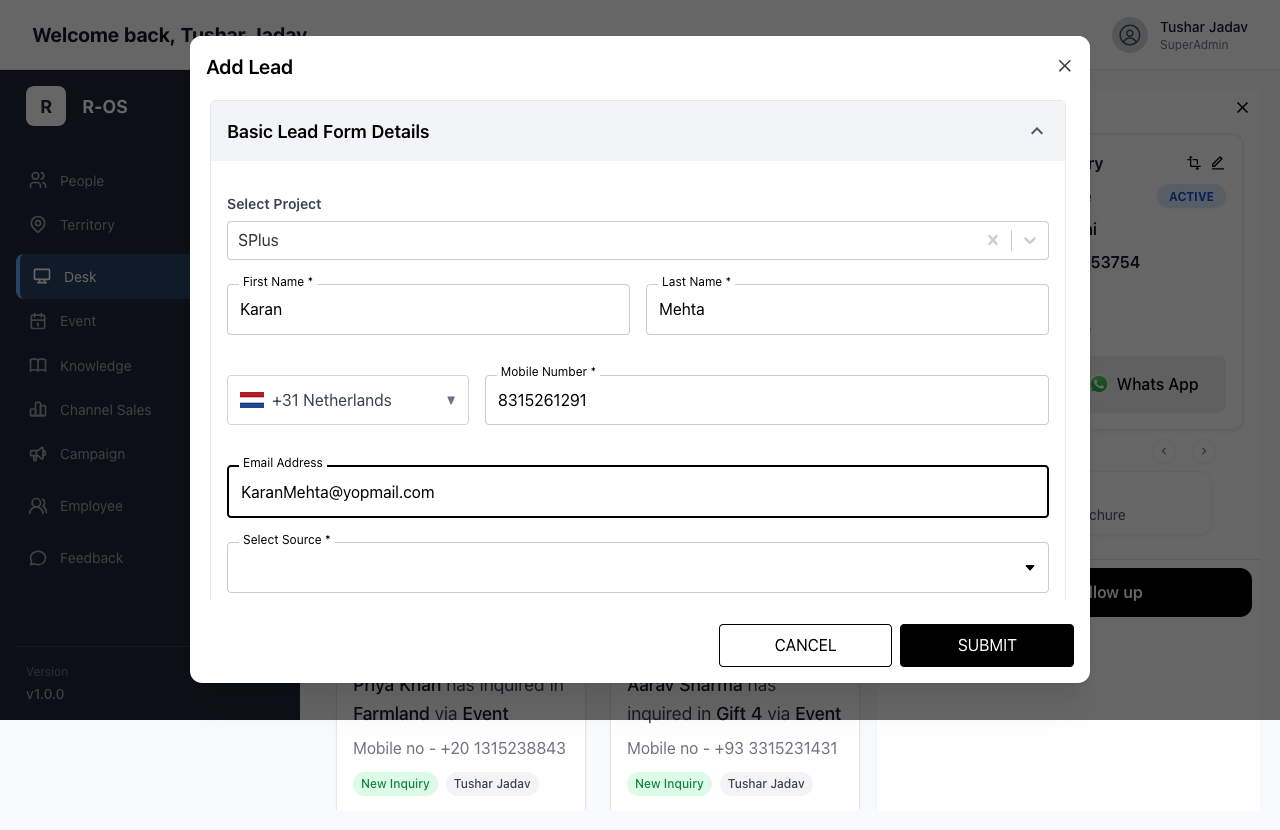 Welcome back, Tushar Jadav
Tushar Jadav
SuperAdmin
R
R-OS
People
Territory
Desk
Event
Knowledge
Channel Sales
Campaign
Employee
Feedback
Version
v1.0.0
Add Lead
Basic Lead Form Details
Select Project
SPlus
First Name *
Karan
Last Name *
Mehta
+31 Netherlands
Mobile Number *
8315261291
Email Address
KaranMehta@yopmail.com
Select Source *
CANCEL
SUBMIT
ACTIVE
53754
Whats App
Priya Khan has inquired in
Farmland via Event
Mobile no - +20 1315238843
New Inquiry
Tushar Jadav
Aarav Sharma has
inquired in Gift 4 via Event
Mobile no - +93 3315231431
New Inquiry
Tushar Jadav